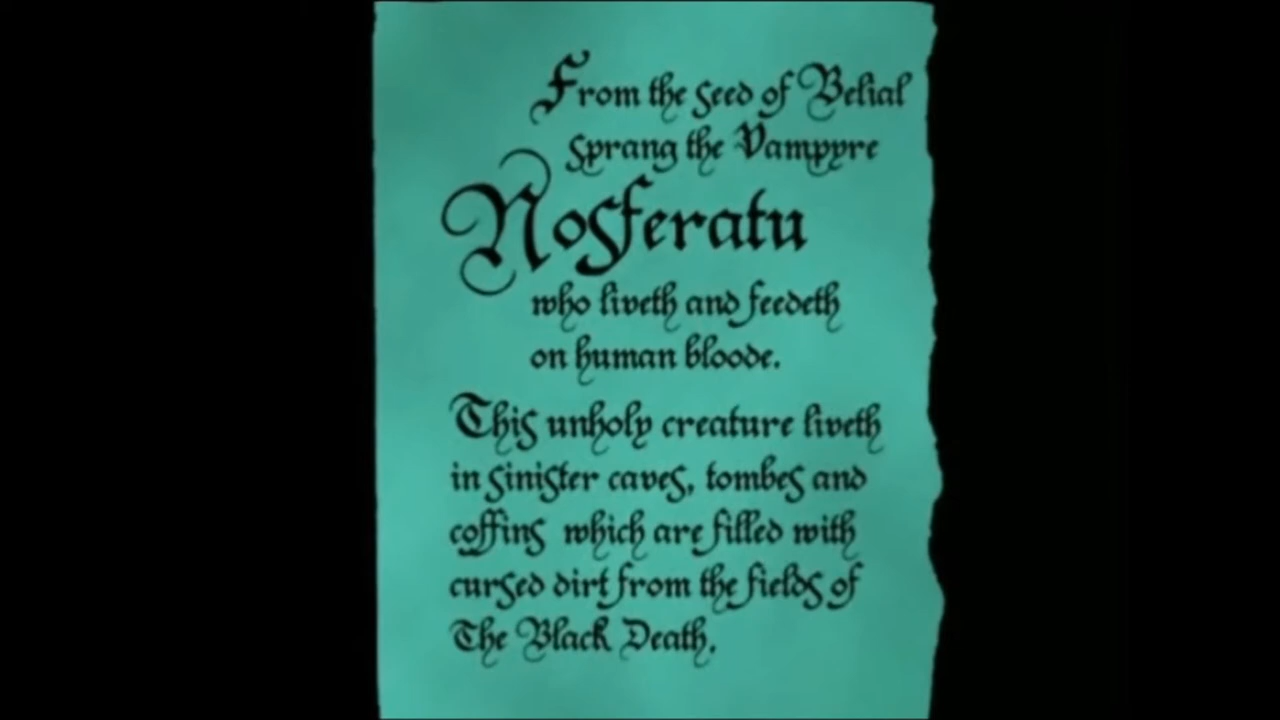 From the seed of Belial
sprang the Vampyre
Nosferatu
who liveth and feedeth
on human bloode.
This unholy creature liveth
in sinister caves, tombes and
coffins which are filled with
cursed dirt from the fields of
The Black Death.